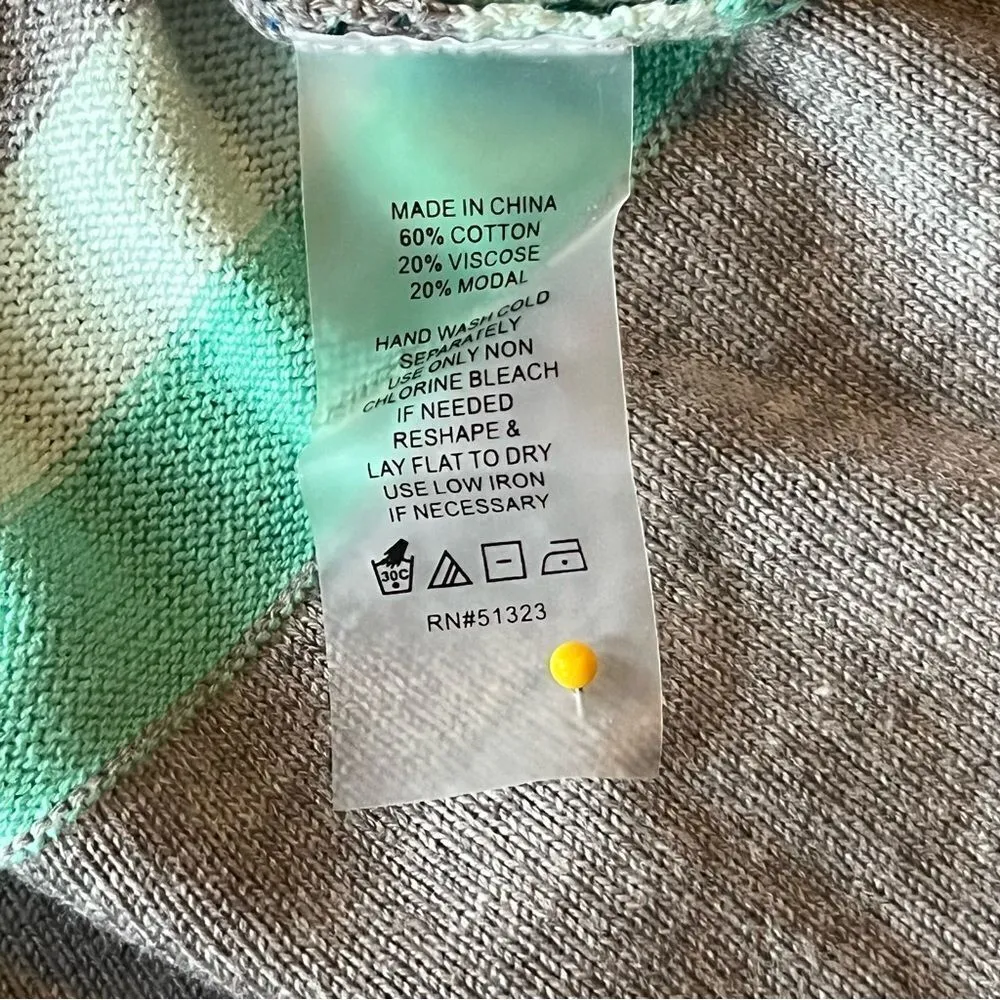 MADE IN CHINA
60% COTTON
20% VISCOSE
20% MODAL
HAND WASH COLD
SEPARATELY
USE ONLY NON
CHLORINE BLEACH
IF NEEDED
RESHAPE &
LAY FLAT TO DRY
USE LOW IRON
IF NECESSARY
30C
RN#51323